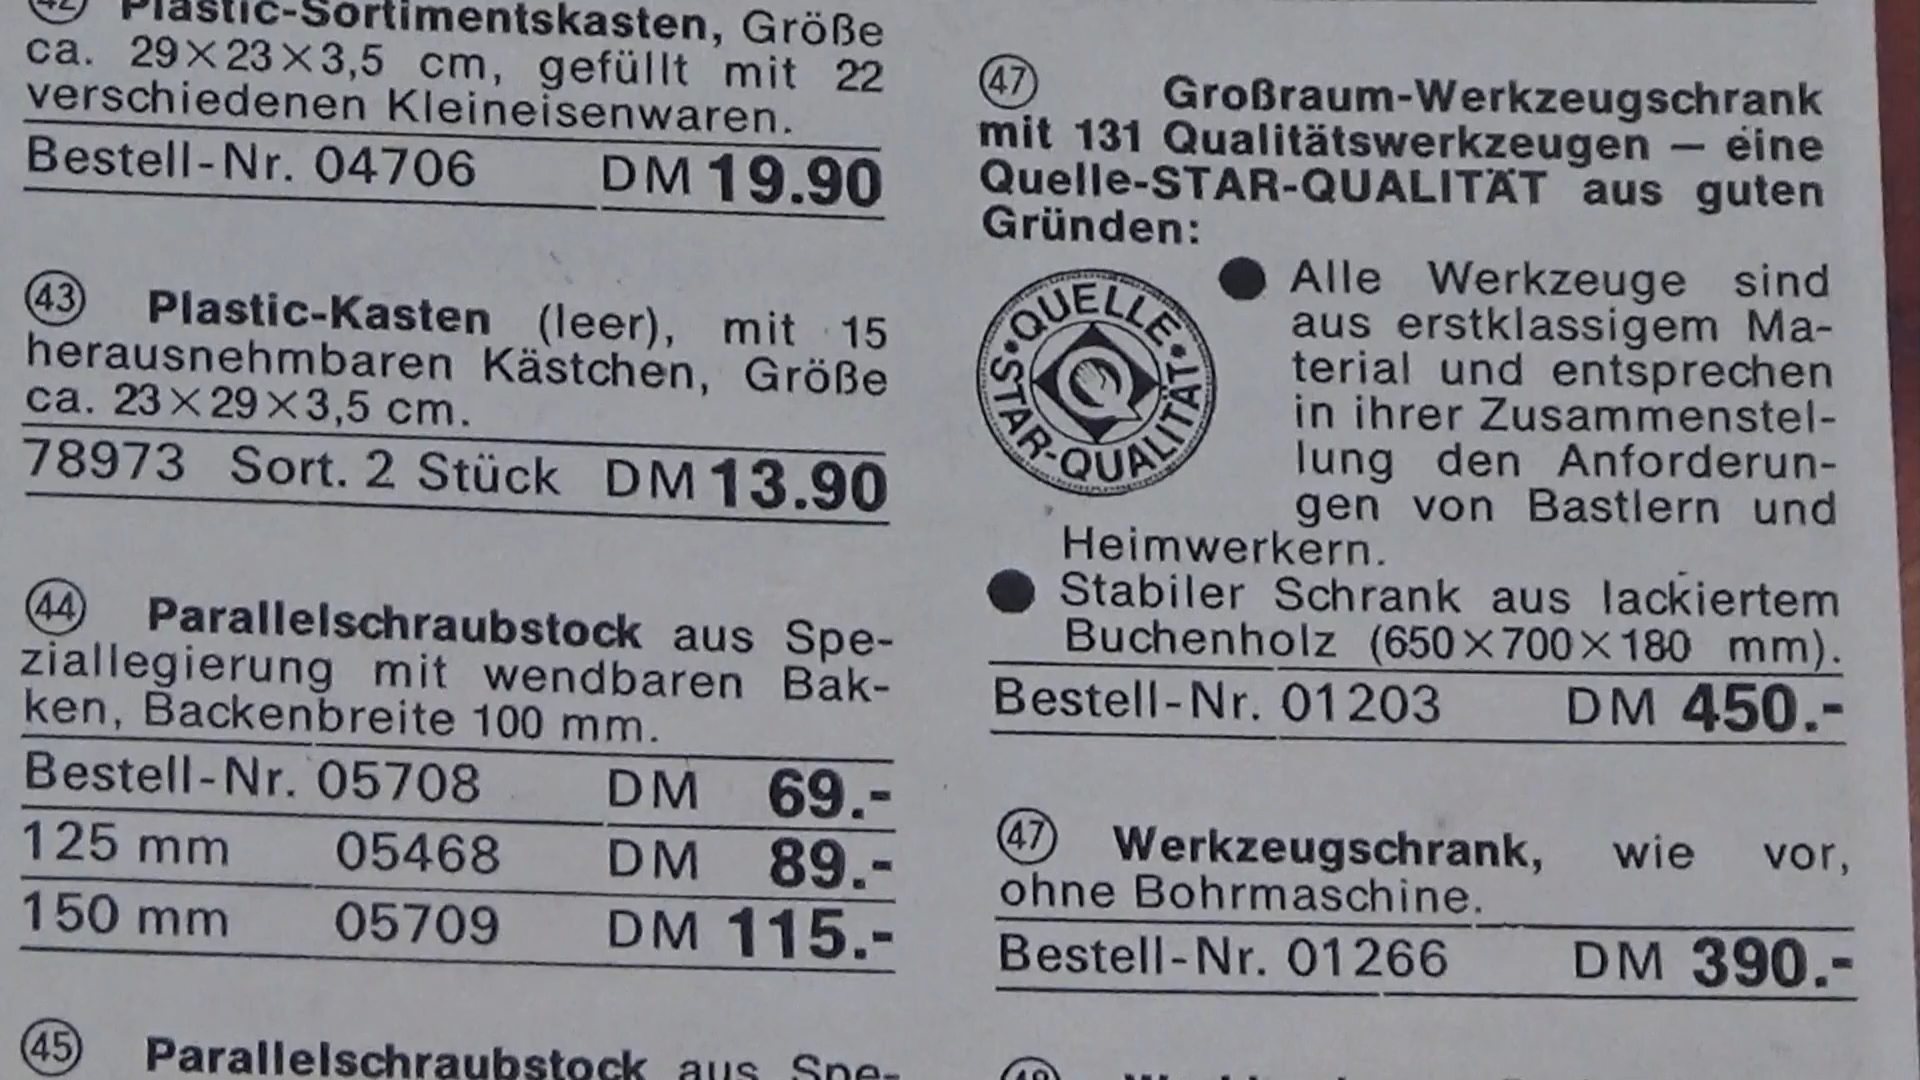 42 Plastic-Sortimentskasten, Größe
ca. 29×23×3,5 cm, gefüllt mit 22
verschiedenen Kleineisenwaren.
Bestell-Nr. 04706 DM 19.90
43 Plastic-Kasten (leer), mit 15
herausnehmbaren Kästchen, Größe
ca. 23×29×3,5 cm.
78973 Sort. 2 Stück DM 13.90
44 Parallelschraubstock aus Spe-
ziallegierung mit wendbaren Bak-
ken, Backenbreite 100 mm.
Bestell-Nr. 05708 DM 69.-
125 mm 05468 DM 89.-
150 mm 05709 DM 115.-
45 Parallelschraubstock aus Spe-
47 Großraum-Werkzeugschrank
mit 131 Qualitätswerkzeugen — eine
Quelle-STAR-QUALITÄT aus guten
Gründen:
QUELLE • STAR-QUALITÄT •
● Alle Werkzeuge sind
aus erstklassigem Ma-
terial und entsprechen
in ihrer Zusammenstel-
lung den Anforderun-
gen von Bastlern und
Heimwerkern.
● Stabiler Schrank aus lackiertem
Buchenholz (650×700×180 mm).
Bestell-Nr. 01203 DM 450.-
47 Werkzeugschrank, wie vor,
ohne Bohrmaschine.
Bestell-Nr. 01266 DM 390.-